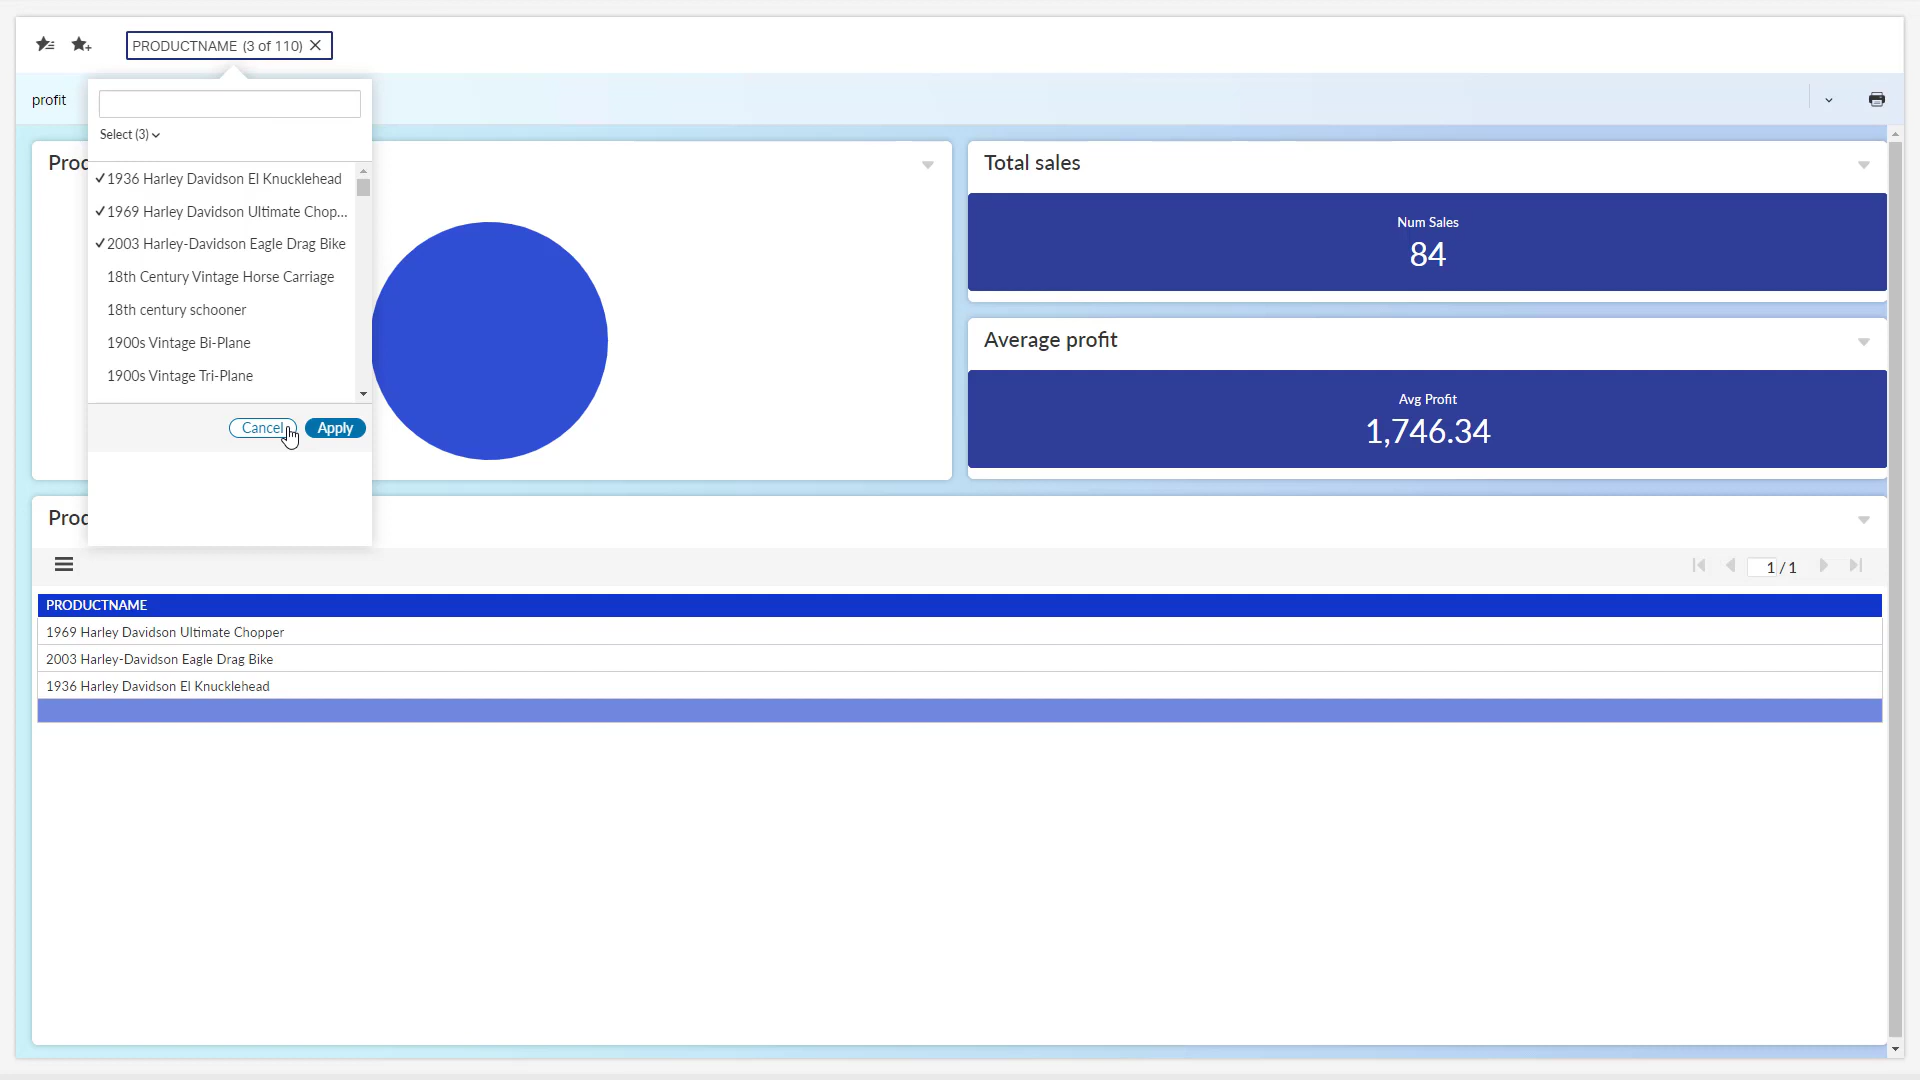 PRODUCTNAME (3 of 110)
profit
Select (3)
1936 Harley Davidson El Knucklehead
1969 Harley Davidson Ultimate Chop...
2003 Harley-Davidson Eagle Drag Bike
18th Century Vintage Horse Carriage
18th century schooner
1900s Vintage Bi-Plane
1900s Vintage Tri-Plane
Cancel
Apply
Prod
Total sales
Num Sales
84
Average profit
Avg Profit
1,746.34
Prod
1 / 1
PRODUCTNAME
1969 Harley Davidson Ultimate Chopper
2003 Harley-Davidson Eagle Drag Bike
1936 Harley Davidson El Knucklehead